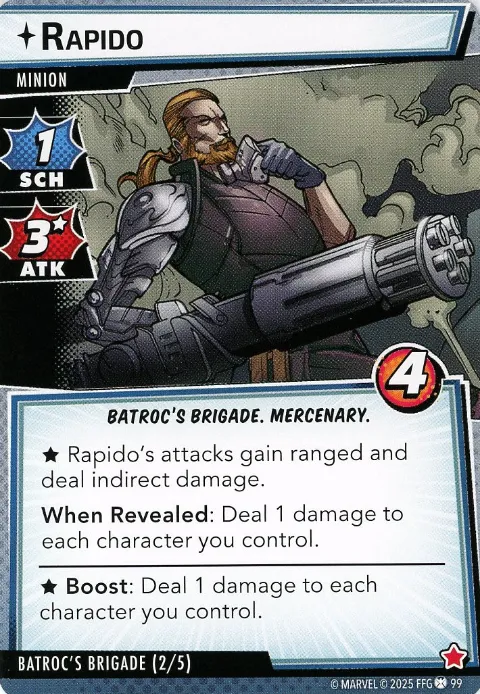 RAPIDO
MINION
1
SCH
3★
ATK
4
BATROC'S BRIGADE. MERCENARY.
★ Rapido's attacks gain ranged and
deal indirect damage.
When Revealed: Deal 1 damage to
each character you control.
★ Boost: Deal 1 damage to each
character you control.
BATROC'S BRIGADE (2/5)
© MARVEL © 2025 FFG 99